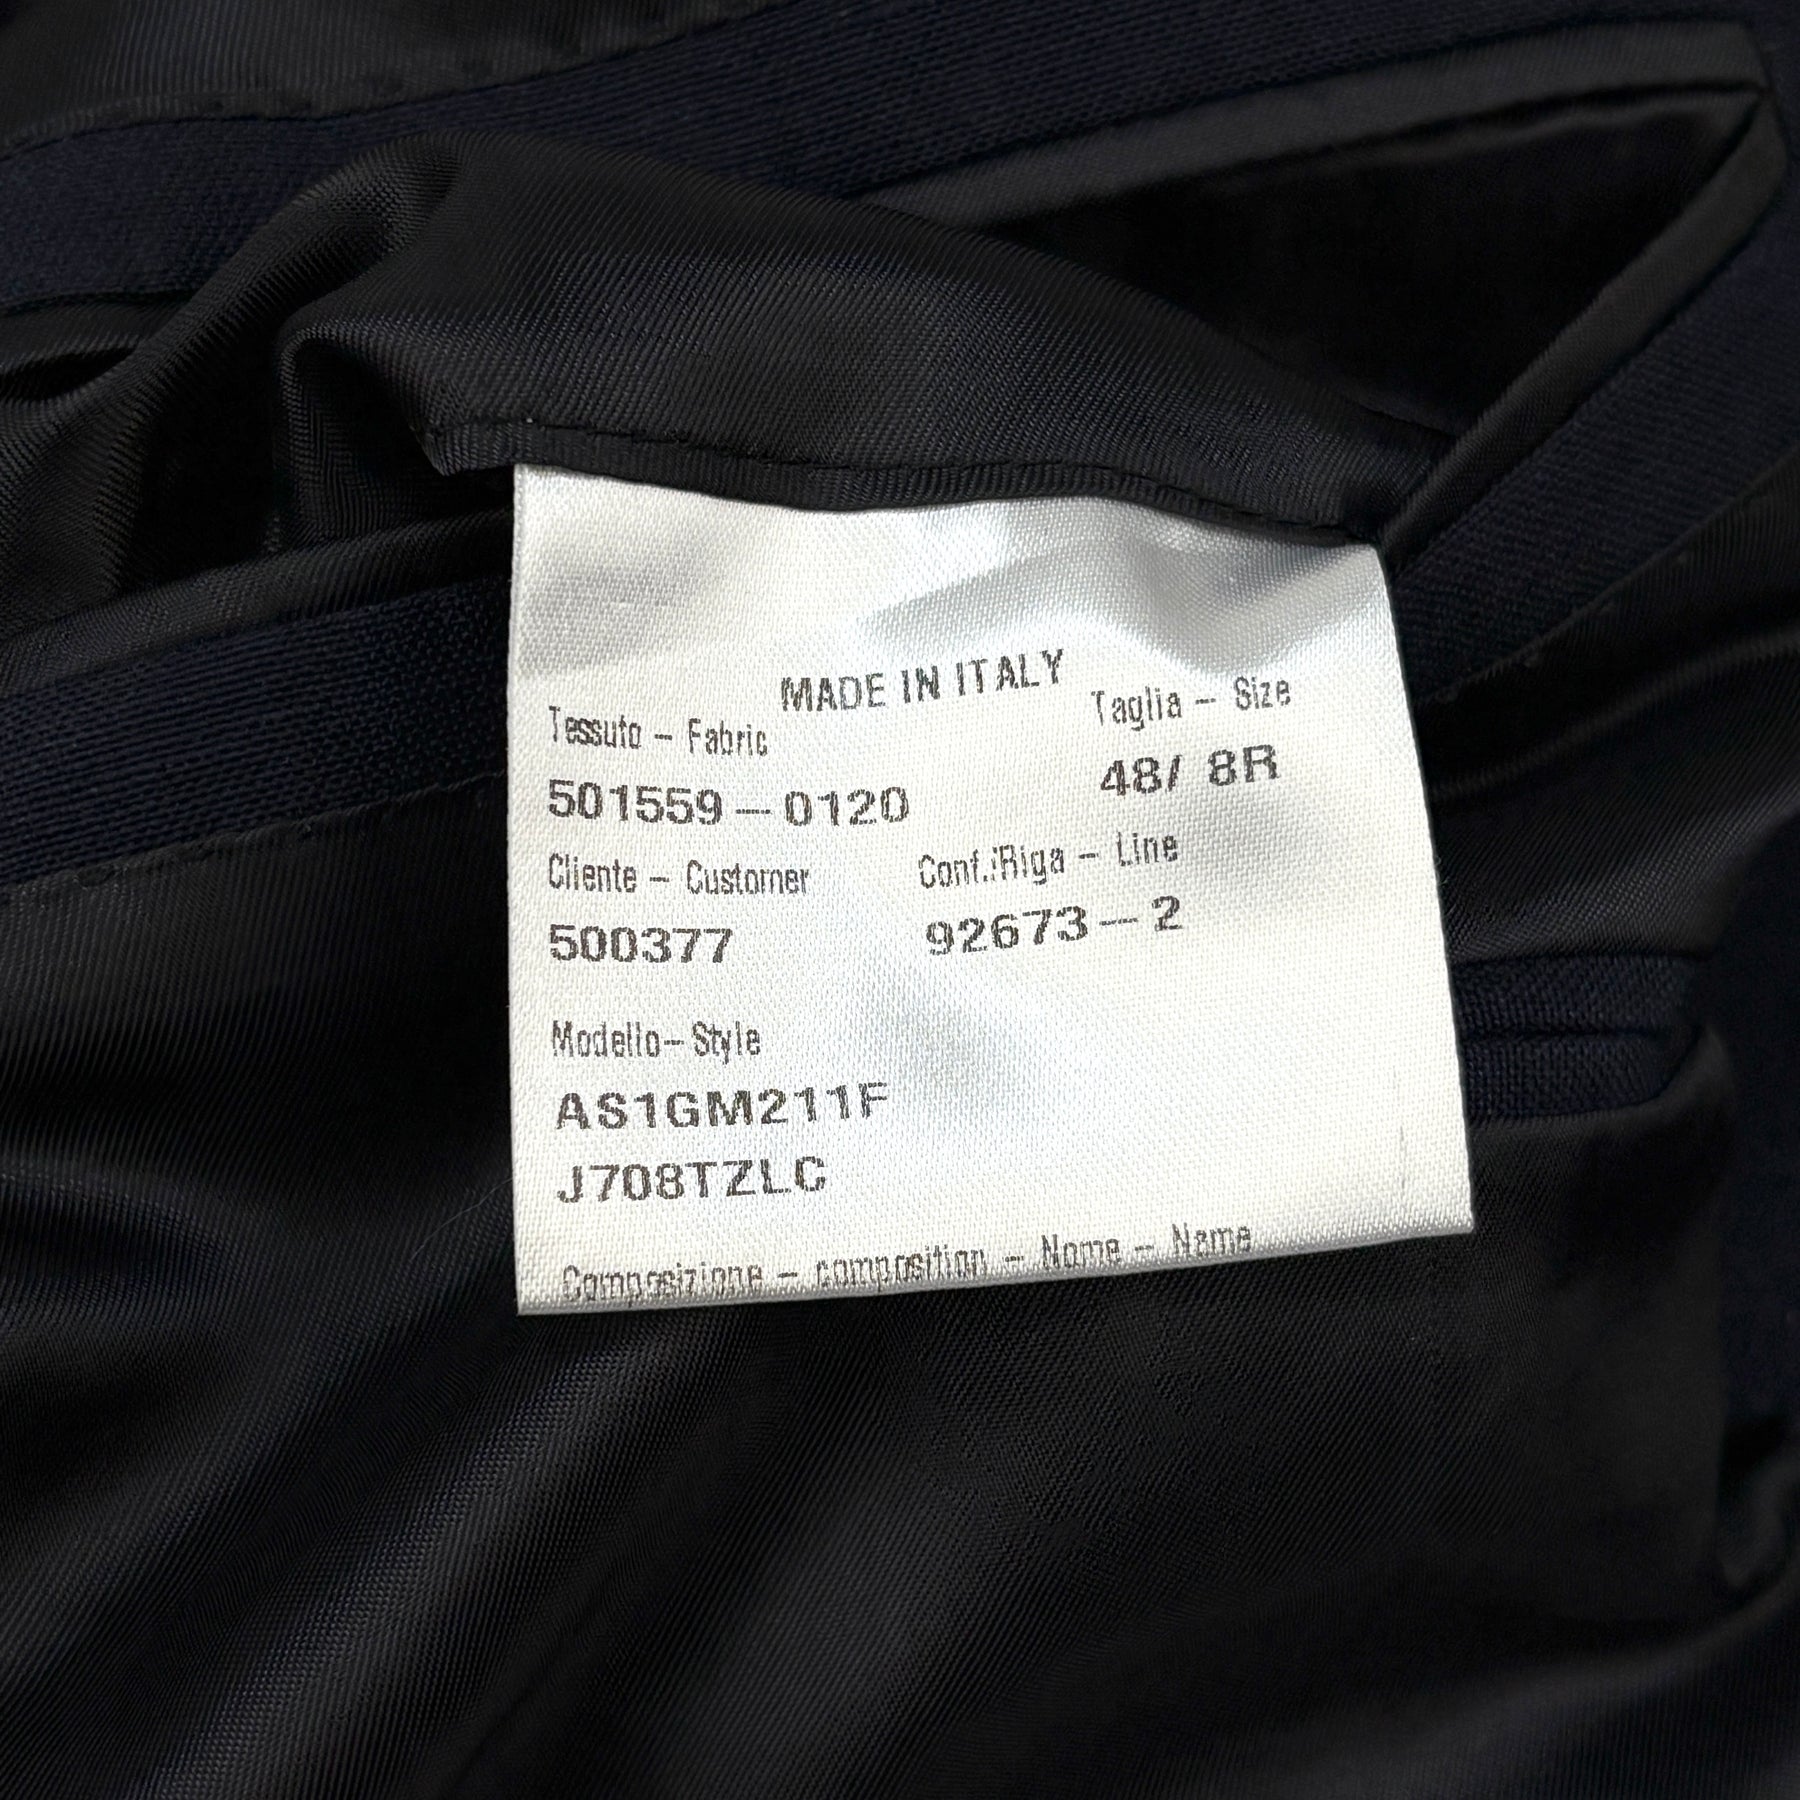 MADE IN ITALY
Tessuto - Fabric
Taglia - Size
501559-0120
48/ 8R
Cliente - Customer
Conf./Riga - Line
500377
92673-2
Modello-Style
AS1GM211F
J708TZLC
Composizione - composition - Nome - Name